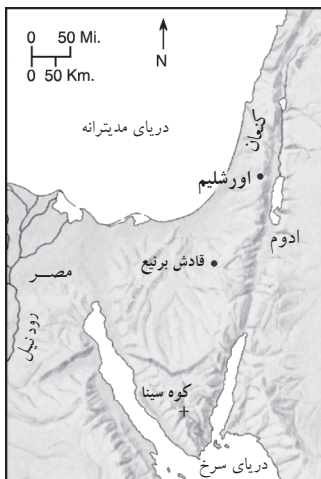 0 50 Mi.
0 50 Km.
N
دریای مدیترانه
کنعان
اورشلیم
ادوم
قادش برنیع
مصر
رود نیل
کوه سینا
دریای سرخ